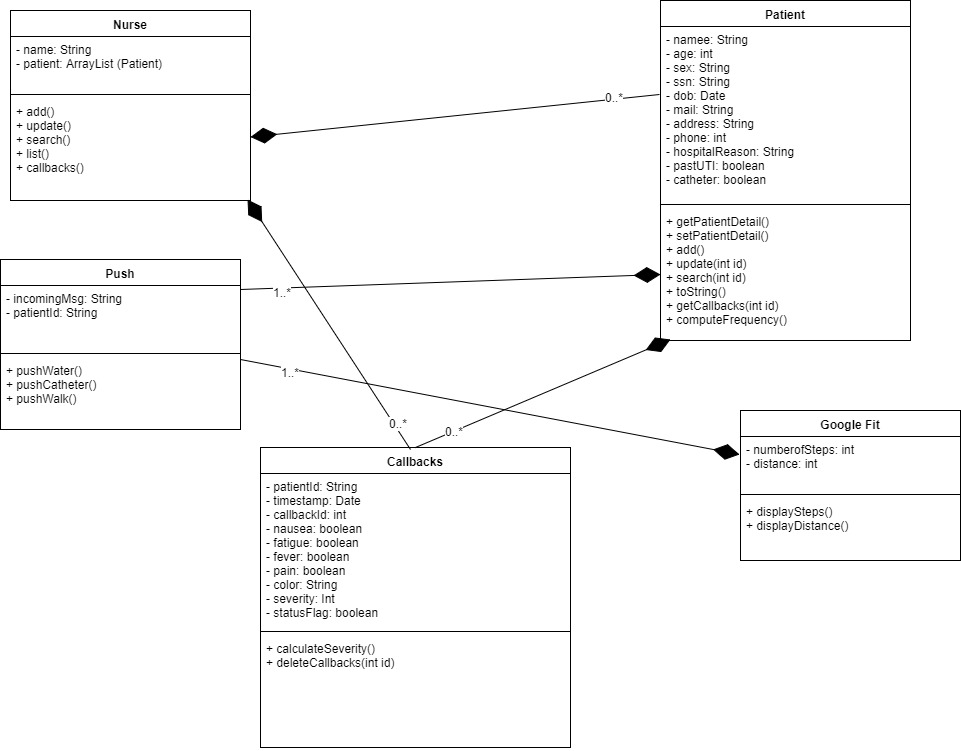 Nurse
- name: String
- patient: ArrayList (Patient)
+ add()
+ update()
+ search()
+ list()
+ callbacks()
Patient
- namee: String
- age: int
- sex: String
- ssn: String
- dob: Date
- mail: String
- address: String
- phone: int
- hospitalReason: String
- pastUTI: boolean
- catheter: boolean
+ getPatientDetail()
+ setPatientDetail()
+ add()
+ update(int id)
+ search(int id)
+ toString()
+ getCallbacks(int id)
+ computeFrequency()
0..*
Push
- incomingMsg: String
- patientId: String
+ pushWater()
+ pushCatheter()
+ pushWalk()
1..*
1..*
0..*
0..*
Google Fit
- numberofSteps: int
- distance: int
+ displaySteps()
+ displayDistance()
Callbacks
- patientId: String
- timestamp: Date
- callbackId: int
- nausea: boolean
- fatigue: boolean
- fever: boolean
- pain: boolean
- color: String
- severity: Int
- statusFlag: boolean
+ calculateSeverity()
+ deleteCallbacks(int id)